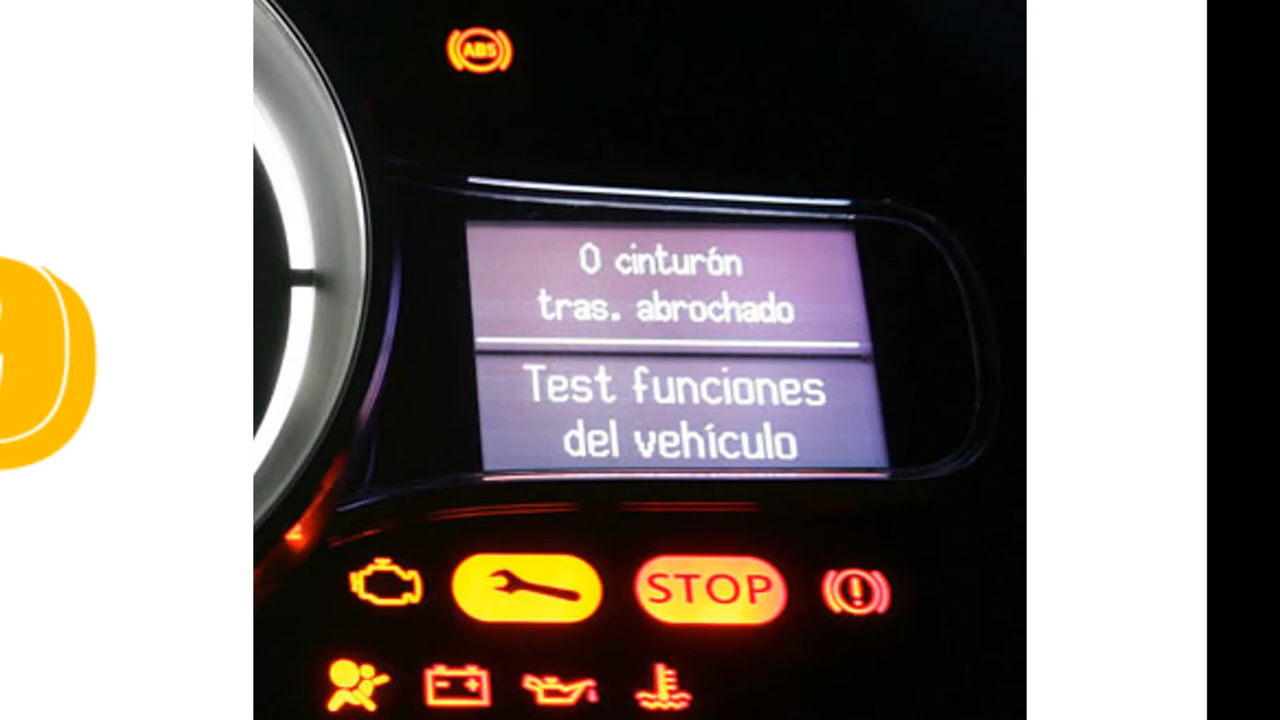 ABS
0 cinturón
tras. abrochado
Test funciones
del vehículo
STOP